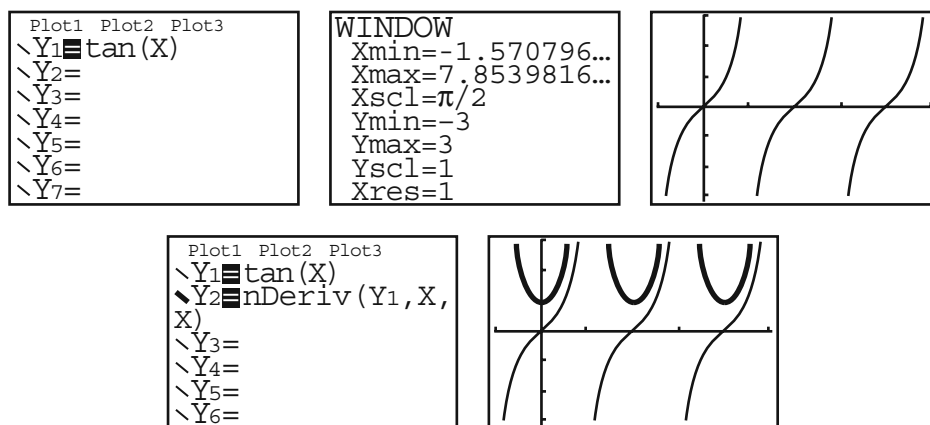 Plot1 Plot2 Plot3
\Y1=tan(X)
\Y2=
\Y3=
\Y4=
\Y5=
\Y6=
\Y7=
WINDOW
Xmin=-1.570796…
Xmax=7.8539816…
Xscl=π/2
Ymin=-3
Ymax=3
Yscl=1
Xres=1
Plot1 Plot2 Plot3
\Y1=tan(X)
\Y2=nDeriv(Y1,X,
X)
\Y3=
\Y4=
\Y5=
\Y6=